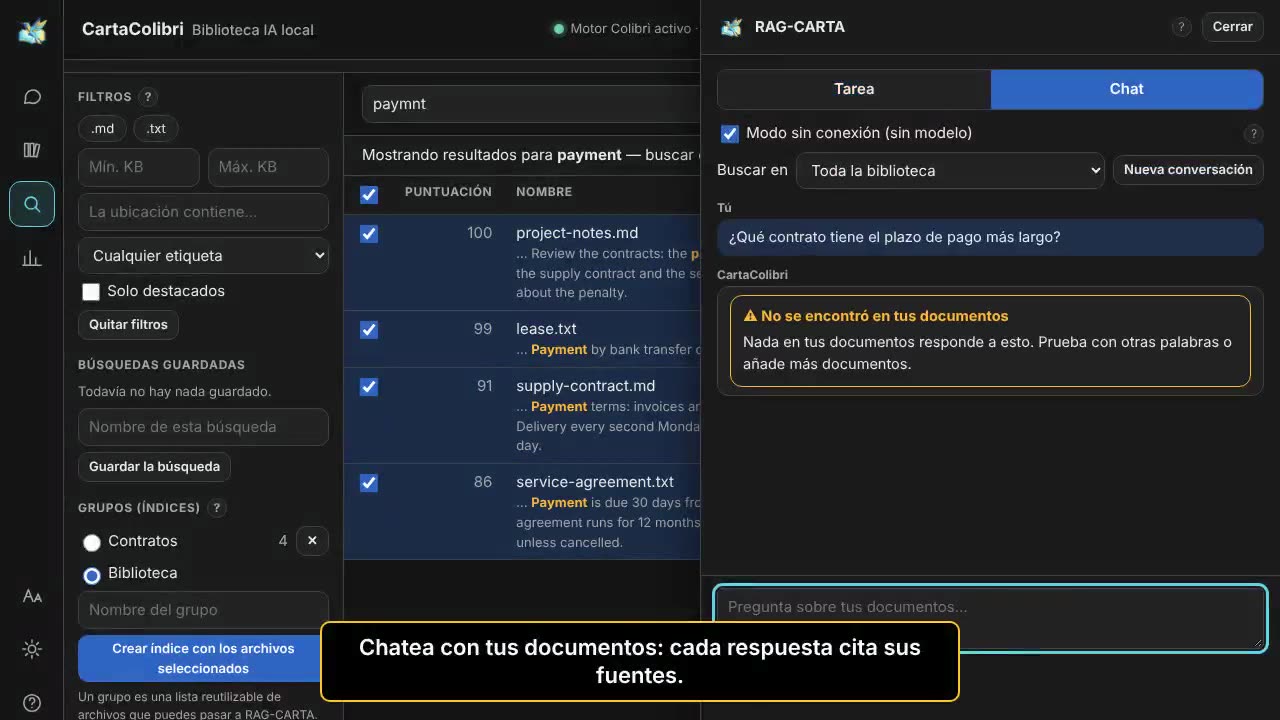 CartaColibri Biblioteca IA local
Motor Colibrì activo ·
FILTROS ?
.md .txt
Mín. KB Máx. KB
La ubicación contiene...
Cualquier etiqueta
Solo destacados
Quitar filtros
BÚSQUEDAS GUARDADAS
Todavía no hay nada guardado.
Nombre de esta búsqueda
Guardar la búsqueda
GRUPOS (ÍNDICES) ?
Contratos 4 ×
Biblioteca
Nombre del grupo
Crear índice con los archivos
seleccionados
Un grupo es una lista reutilizable de
archivos que puedes pasar a RAG-CARTA.
paymnt
Mostrando resultados para payment — buscar
PUNTUACIÓN NOMBRE
100 project-notes.md
... Review the contracts: the
the supply contract and the
about the penalty.
99 lease.txt
... Payment by bank transfer
91 supply-contract.md
... Payment terms: invoices
Delivery every second
day.
86 service-agreement.txt
... Payment is due 30 days
agreement runs for 12 months
unless cancelled.
RAG-CARTA ? Cerrar
Tarea Chat
Modo sin conexión (sin modelo) ?
Buscar en Toda la biblioteca Nueva conversación
Tú
¿Qué contrato tiene el plazo de pago más largo?
CartaColibri
⚠ No se encontró en tus documentos
Nada en tus documentos responde a esto. Prueba con otras palabras o
añade más documentos.
Pregunta sobre tus documentos...
Chatea con tus documentos: cada respuesta cita sus
fuentes.